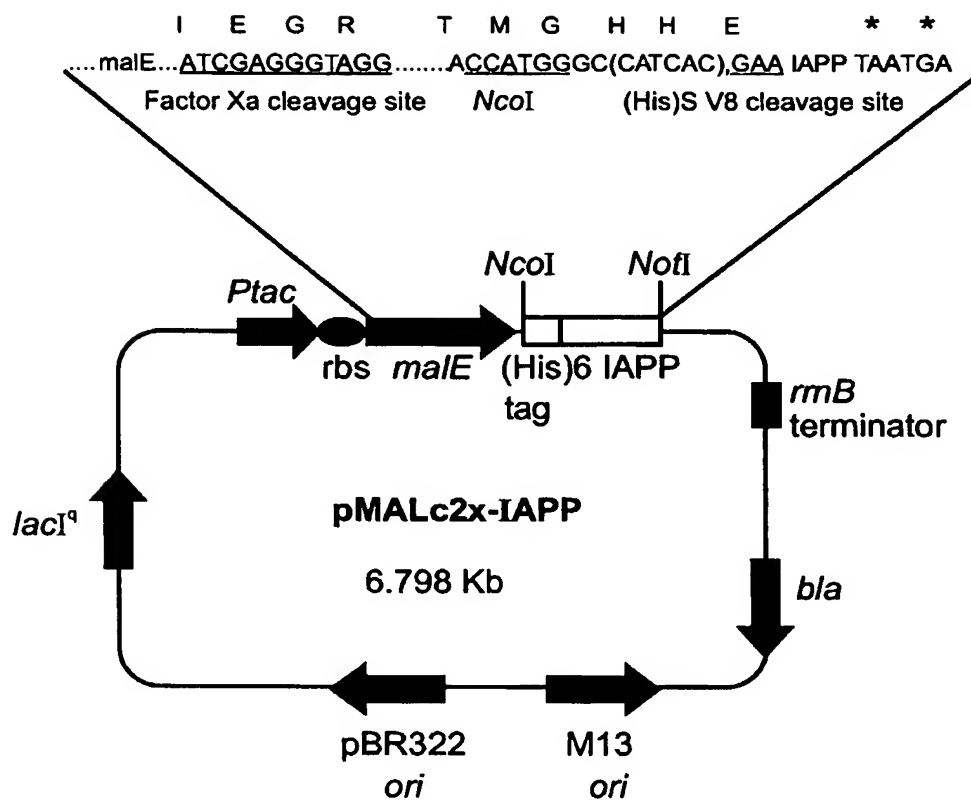 I E G R T M G H H E * *
....malE...ATCGAGGGTAGG........ACCATGGGC(CATCAC),GAA IAPP TAATGA
Factor Xa cleavage site NcoI (His)S V8 cleavage site
NcoI NotI
Ptac
rbs malE (His)6 IAPP
tag
rrnB
terminator
lacIq
pMALc2x-IAPP
6.798 Kb
bla
pBR322 M13
ori ori